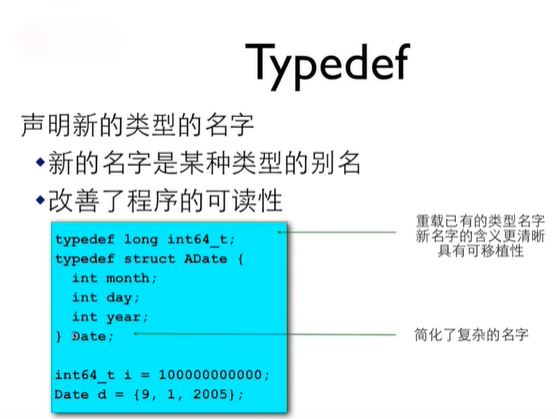 Typedef
声明新的类型的名字
新的名字是某种类型的别名
改善了程序的可读性
typedef long int64_t;
typedef struct ADate {
int month;
int day;
int year;
} Date;
int64_t i = 100000000000;
Date d = {9, 1, 2005};
重载已有的类型名字
新名字的含义更清晰
具有可移植性
简化了复杂的名字